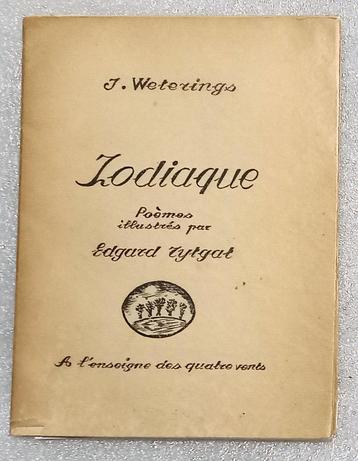 J. Weterings
Zodiaque
Poèmes
illustrés par
Edgard Tytgat
A l'enseigne des quatre vents